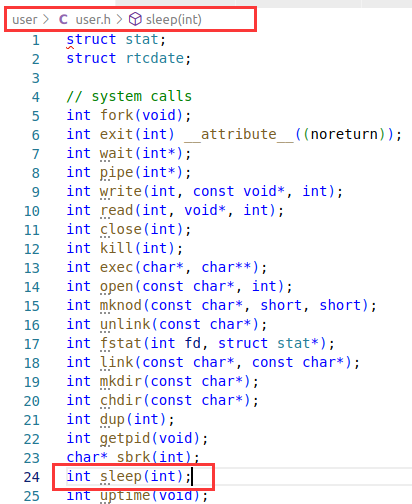 user > C user.h > sleep(int)
1 struct stat;
2 struct rtcdate;
3
4 // system calls
5 int fork(void);
6 int exit(int) __attribute__((noreturn));
7 int wait(int*);
8 int pipe(int*);
9 int write(int, const void*, int);
10 int read(int, void*, int);
11 int close(int);
12 int kill(int);
13 int exec(char*, char**);
14 int open(const char*, int);
15 int mknod(const char*, short, short);
16 int unlink(const char*);
17 int fstat(int fd, struct stat*);
18 int link(const char*, const char*);
19 int mkdir(const char*);
20 int chdir(const char*);
21 int dup(int);
22 int getpid(void);
23 char* sbrk(int);
24 int sleep(int);
25 int uptime(void);